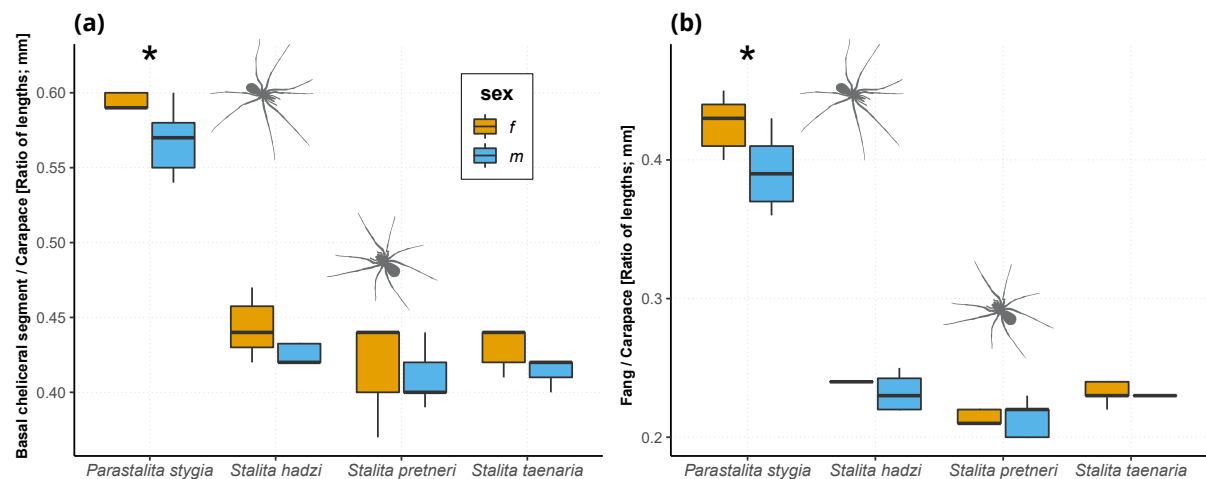 (a)
*
Basal cheliceral segment / Carapace [Ratio of lengths; mm]
0.60
0.55
0.50
0.45
0.40
sex
f
m
Parastalita stygia
Stalita hadzi
Stalita pretneri
Stalita taenaria
(b)
*
Fang / Carapace [Ratio of lengths; mm]
0.4
0.3
0.2
Parastalita stygia
Stalita hadzi
Stalita pretneri
Stalita taenaria